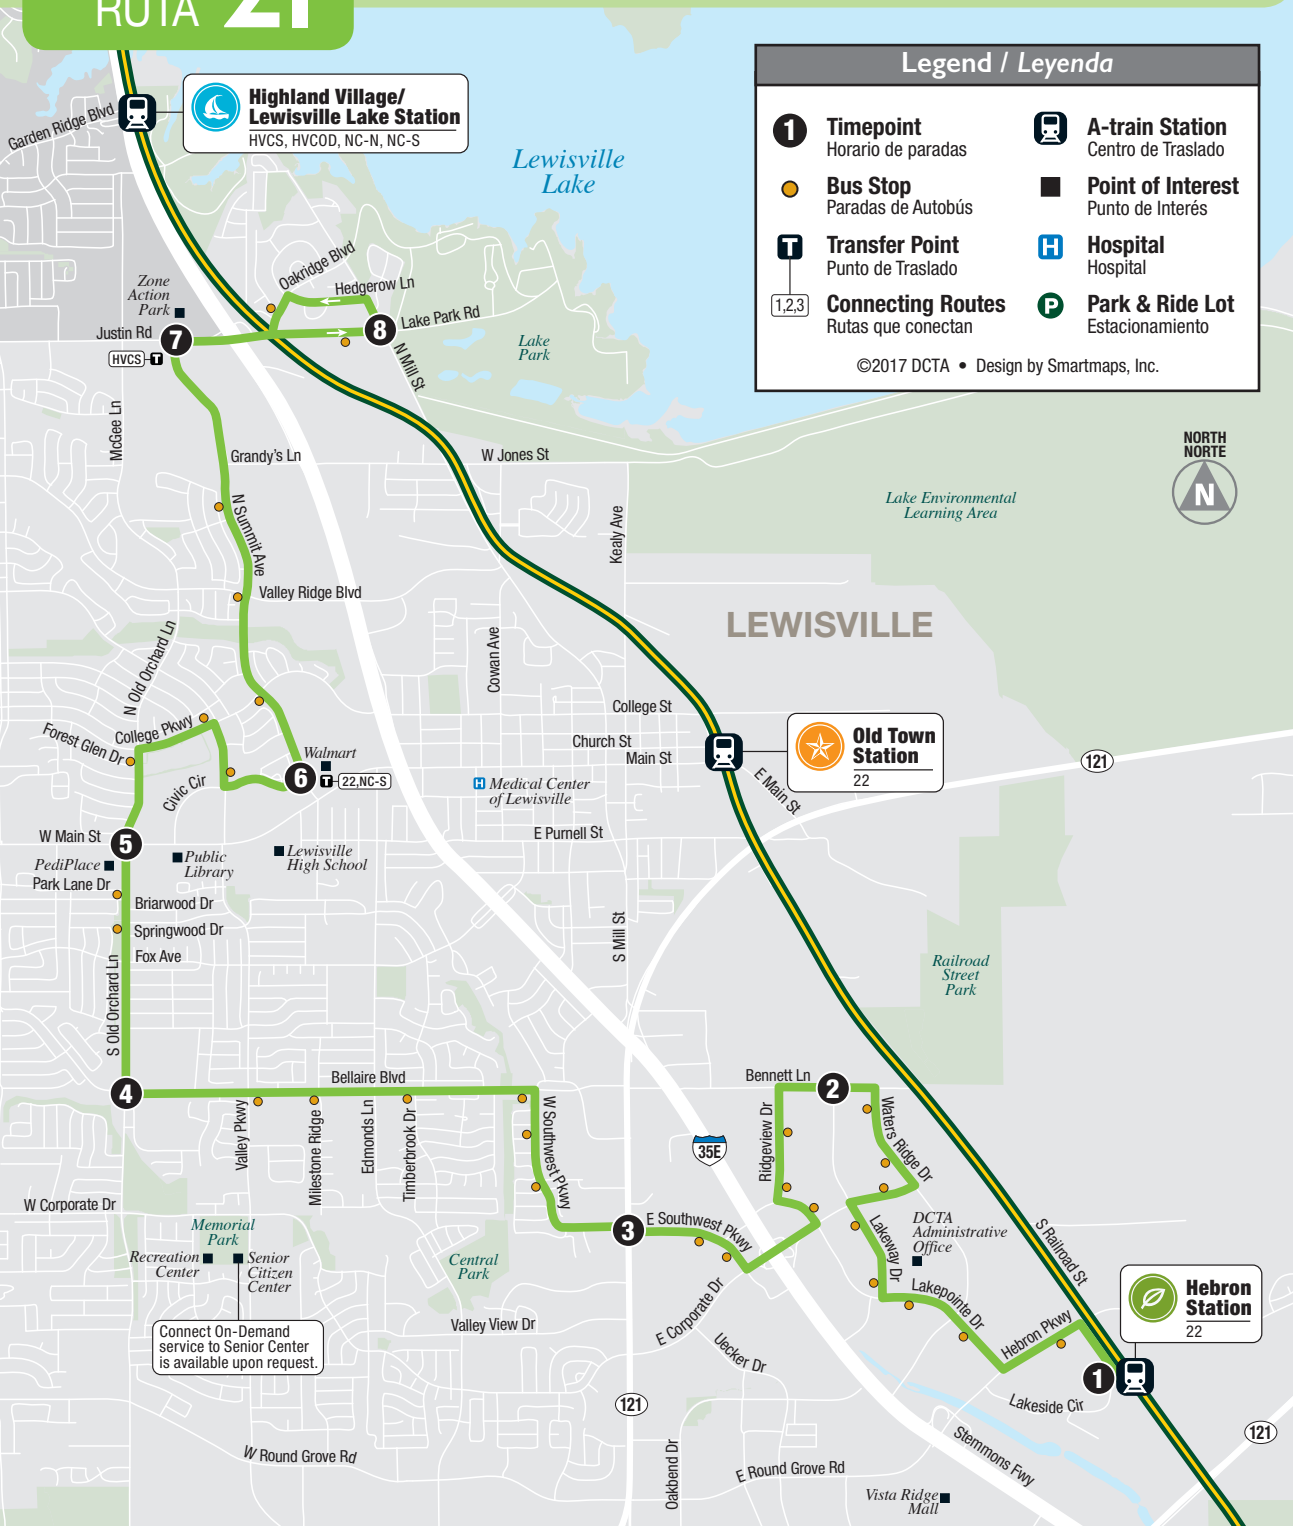 RUTA 21
Legend / Leyenda
1 Timepoint
Horario de paradas
Bus Stop
Paradas de Autobús
T Transfer Point
Punto de Traslado
1,2,3 Connecting Routes
Rutas que conectan
A-train Station
Centro de Traslado
Point of Interest
Punto de Interés
H Hospital
Hospital
P Park & Ride Lot
Estacionamiento
©2017 DCTA • Design by Smartmaps, Inc.
Highland Village/
Lewisville Lake Station
HVCS, HVCOD, NC-N, NC-S
Garden Ridge Blvd
Lewisville
Lake
Oakridge Blvd
Hedgerow Ln
Zone
Action
Park
Justin Rd
7
8
Lake Park Rd
HVCS T
N Mill St
Lake
Park
McGee Ln
Grandy's Ln
W Jones St
NORTH
NORTE
N
N Summit Ave
Kealy Ave
Lake Environmental
Learning Area
Valley Ridge Blvd
LEWISVILLE
N Old Orchard Ln
Cowan Ave
College St
College Pkwy
Forest Glen Dr
Church St
Main St
Old Town
Station
22
Walmart
6
T 22,NC-S
Civic Cir
H Medical Center
of Lewisville
E Main St
121
W Main St
5
E Purnell St
PediPlace
Public
Library
Lewisville
High School
Park Lane Dr
Briarwood Dr
Springwood Dr
Fox Ave
S Old Orchard Ln
S Mill St
Railroad
Street
Park
4
Bellaire Blvd
Bennett Ln
2
Valley Pkwy
Milestone Ridge
Edmonds Ln
Timberbrook Dr
W Southwest Pkwy
35E
Ridgeview Dr
Waters Ridge Dr
W Corporate Dr
Memorial
Park
Recreation
Center
Senior
Citizen
Center
Central
Park
3
E Southwest Pkwy
Lakeway Dr
DCTA
Administrative
Office
S Railroad St
Lakepointe Dr
Hebron
Station
22
Hebron Pkwy
1
Connect On-Demand
service to Senior Center
is available upon request.
Valley View Dr
E Corporate Dr
Uecker Dr
Lakeside Cir
121
121
W Round Grove Rd
Oakbend Dr
E Round Grove Rd
Stemmons Fwy
Vista Ridge
Mall